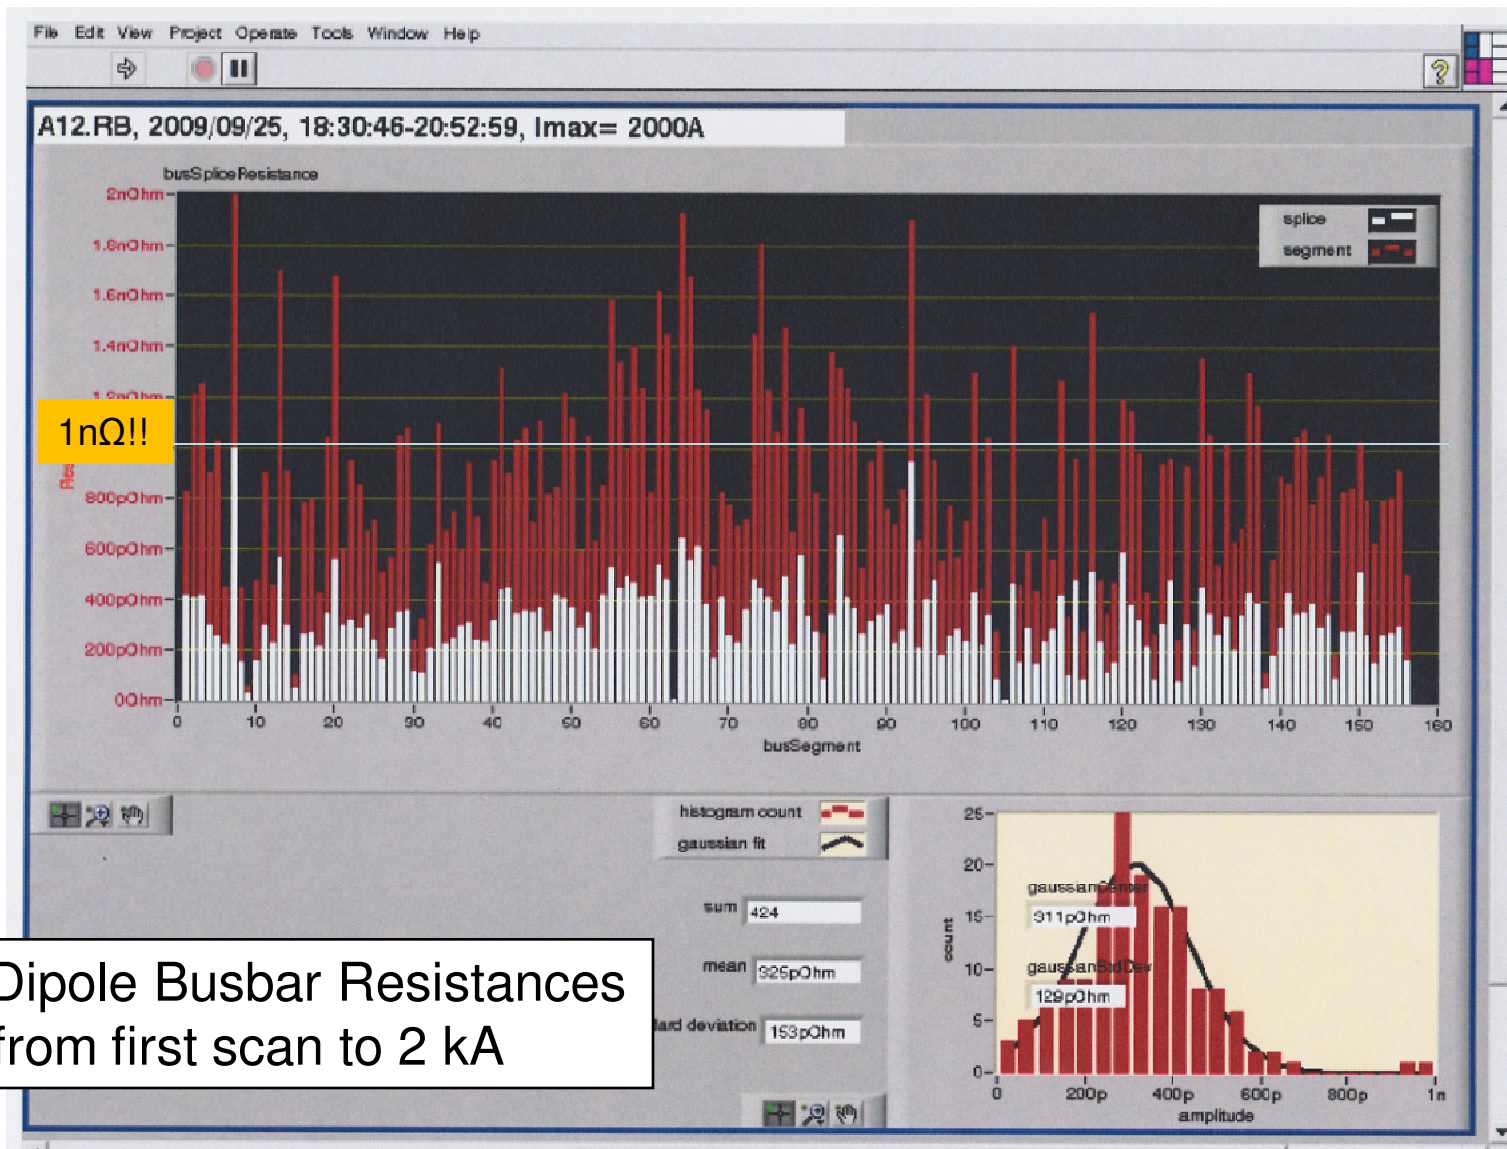 File Edit View Project Operate Tools Window Help
A12.RB, 2009/09/25, 18:30:46-20:52:59, Imax= 2000A
busSpliceResistance
2nOhm
1.8nOhm
1.6nOhm
1.4nOhm
1.2nOhm
1nΩ!!
800pOhm
600pOhm
400pOhm
200pOhm
0Ohm
splice
segment
0 10 20 30 40 50 60 70 80 90 100 110 120 130 140 150 160
busSegment
histogram count
gaussian fit
sum 424
mean 325pOhm
deviation 153pOhm
Dipole Busbar Resistances
from first scan to 2 kA
25
20
15
10
5
0
count
gaussianCenter
311pOhm
gaussianStdDev
129pOhm
0 200p 400p 600p 800p 1n
amplitude